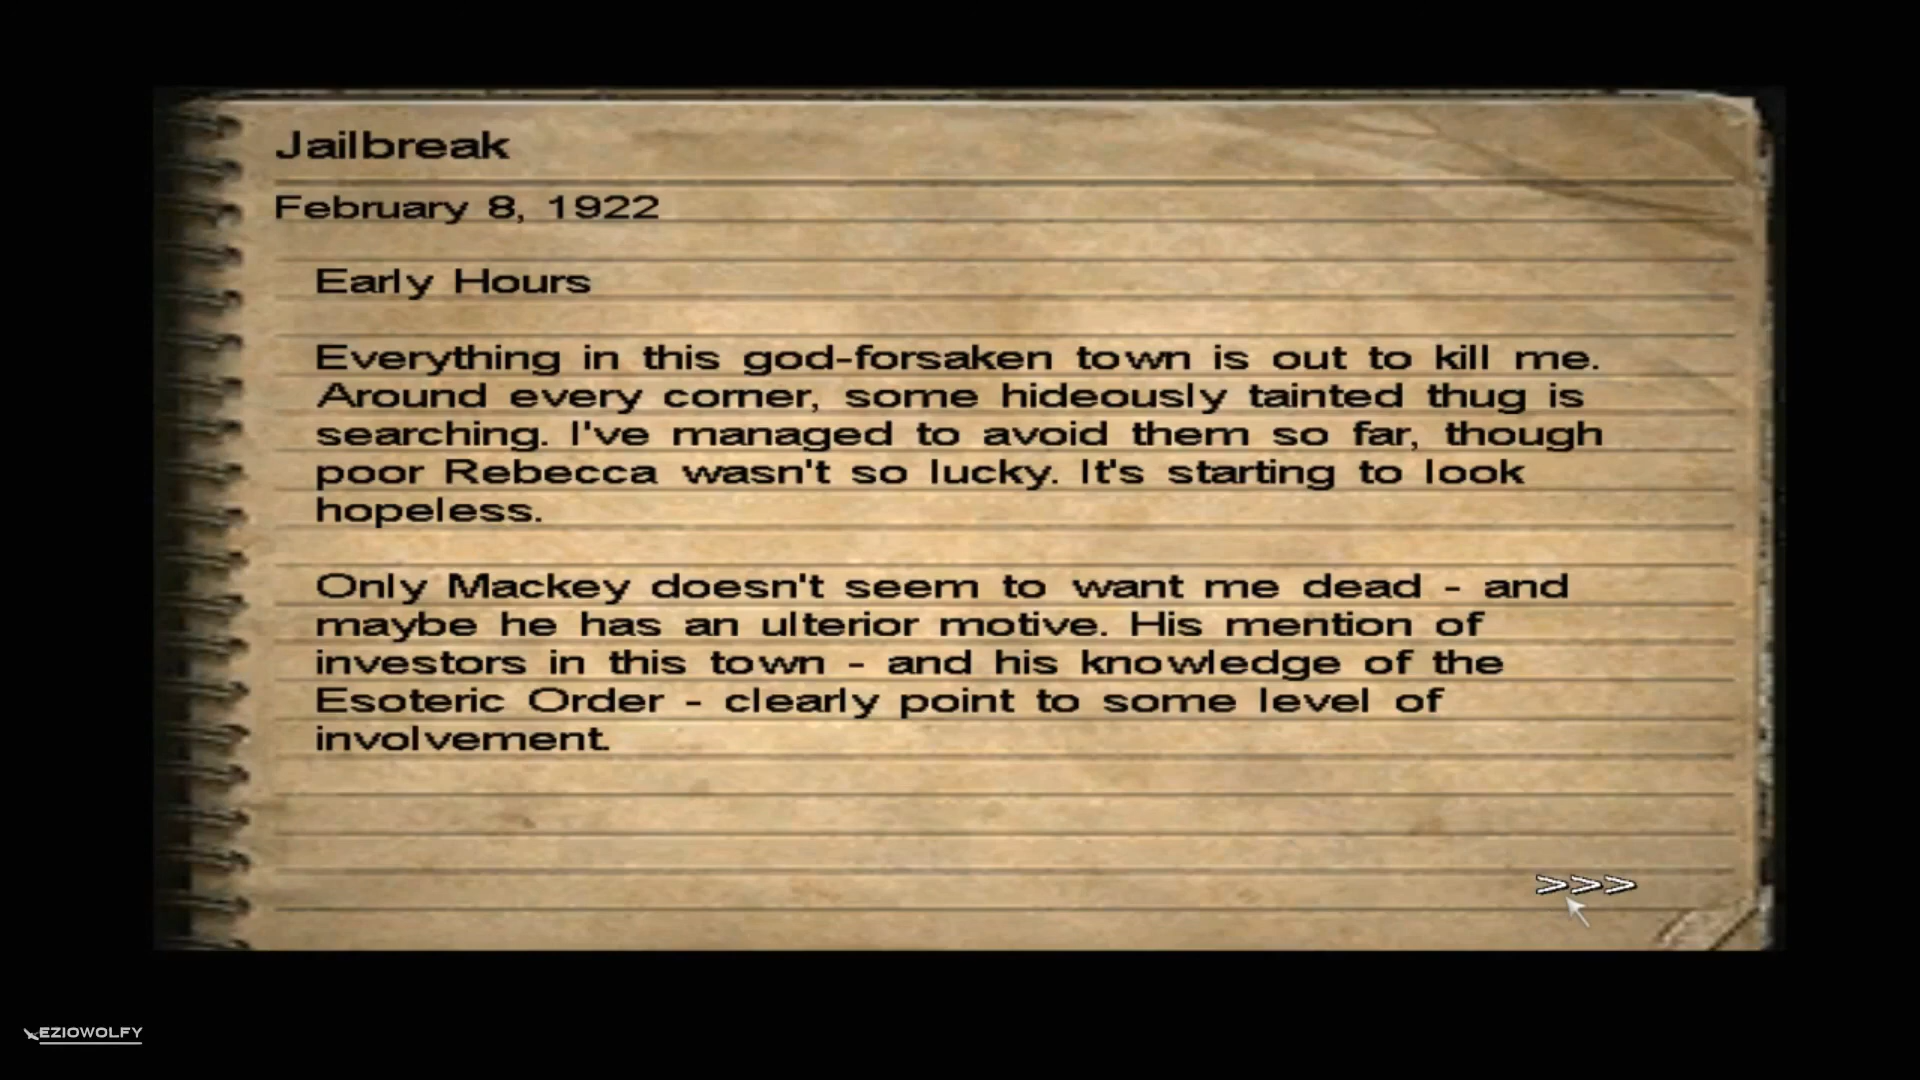 Jailbreak
February 8, 1922
Early Hours
Everything in this god-forsaken town is out to kill me.
Around every corner, some hideously tainted thug is
searching. I've managed to avoid them so far, though
poor Rebecca wasn't so lucky. It's starting to look
hopeless.
Only Mackey doesn't seem to want me dead - and
maybe he has an ulterior motive. His mention of
investors in this town - and his knowledge of the
Esoteric Order - clearly point to some level of
involvement.
>>>
EZIOWOLFY